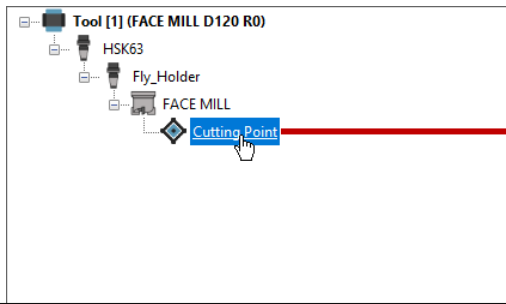 Tool [1] (FACE MILL D120 R0)
HSK63
Fly_Holder
FACE MILL
Cutting Point